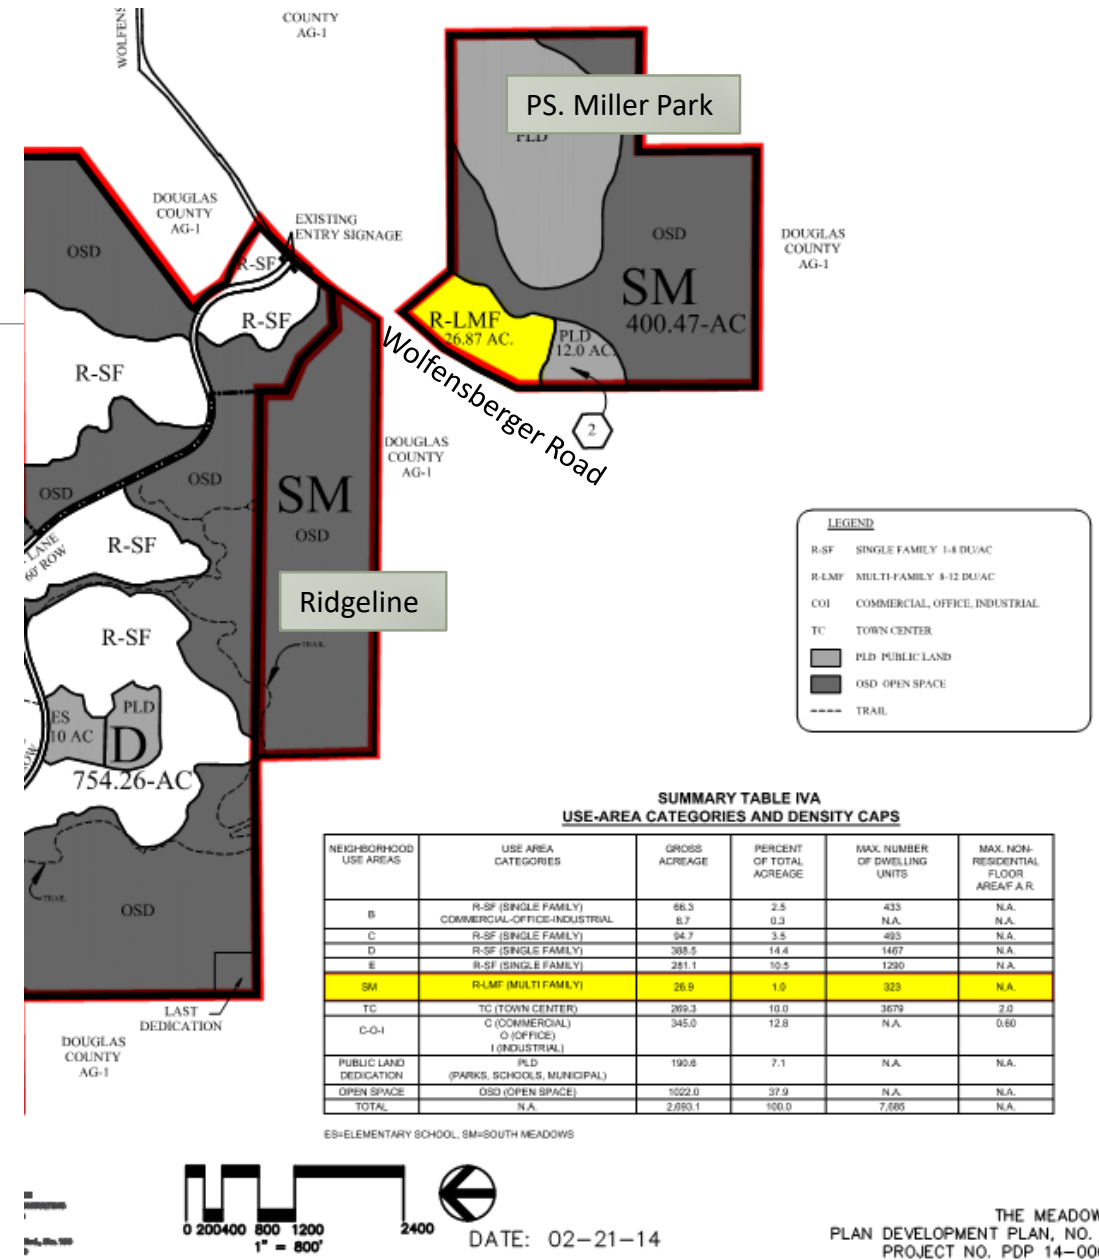 COUNTY
AG-1
WOLFENS
PS. Miller Park
PLD
DOUGLAS
COUNTY
AG-1
EXISTING
ENTRY SIGNAGE
OSD
R-SF
OSD
DOUGLAS
COUNTY
AG-1
SM
400.47-AC
R-SF
R-LMF
26.87 AC.
PLD
12.0 AC.
Wolfensberger Road
R-SF
2
DOUGLAS
COUNTY
AG-1
OSD
OSD
SM
OSD
LANE
60' ROW
R-SF
Ridgeline
R-SF
TRAIL
ES
10 AC
PLD
D
754.26-AC
ROW
TRAIL
OSD
LAST
DEDICATION
DOUGLAS
COUNTY
AG-1
LEGEND
R-SF SINGLE FAMILY 1-8 DU/AC
R-LMF MULTI-FAMILY 8-12 DU/AC
COI COMMERCIAL, OFFICE, INDUSTRIAL
TC TOWN CENTER
PLD PUBLIC LAND
OSD OPEN SPACE
TRAIL
SUMMARY TABLE IVA
USE-AREA CATEGORIES AND DENSITY CAPS
NEIGHBORHOOD USE AREAS USE AREA CATEGORIES GROSS ACREAGE PERCENT OF TOTAL ACREAGE MAX. NUMBER OF DWELLING UNITS MAX. NON-RESIDENTIAL FLOOR AREA/F.A.R.
B R-SF (SINGLE FAMILY) 66.3 2.5 433 N.A.
COMMERCIAL-OFFICE-INDUSTRIAL 8.7 0.3 N.A. N.A.
C R-SF (SINGLE FAMILY) 94.7 3.5 493 N.A.
D R-SF (SINGLE FAMILY) 388.5 14.4 1467 N.A.
E R-SF (SINGLE FAMILY) 281.1 10.5 1290 N.A.
SM R-LMF (MULTI FAMILY) 26.9 1.0 323 N.A.
TC TC (TOWN CENTER) 269.3 10.0 3679 2.0
C-O-I C (COMMERCIAL) 345.0 12.8 N.A. 0.60
O (OFFICE)
I (INDUSTRIAL)
PUBLIC LAND DEDICATION PLD (PARKS, SCHOOLS, MUNICIPAL) 190.6 7.1 N.A. N.A.
OPEN SPACE OSD (OPEN SPACE) 1022.0 37.9 N.A. N.A.
TOTAL N.A. 2,693.1 100.0 7,685 N.A.
ES=ELEMENTARY SCHOOL, SM=SOUTH MEADOWS
0 200 400 800 1200 2400
1" = 800'
DATE: 02-21-14
THE MEADOW
PLAN DEVELOPMENT PLAN, NO.
PROJECT NO. PDP 14-00